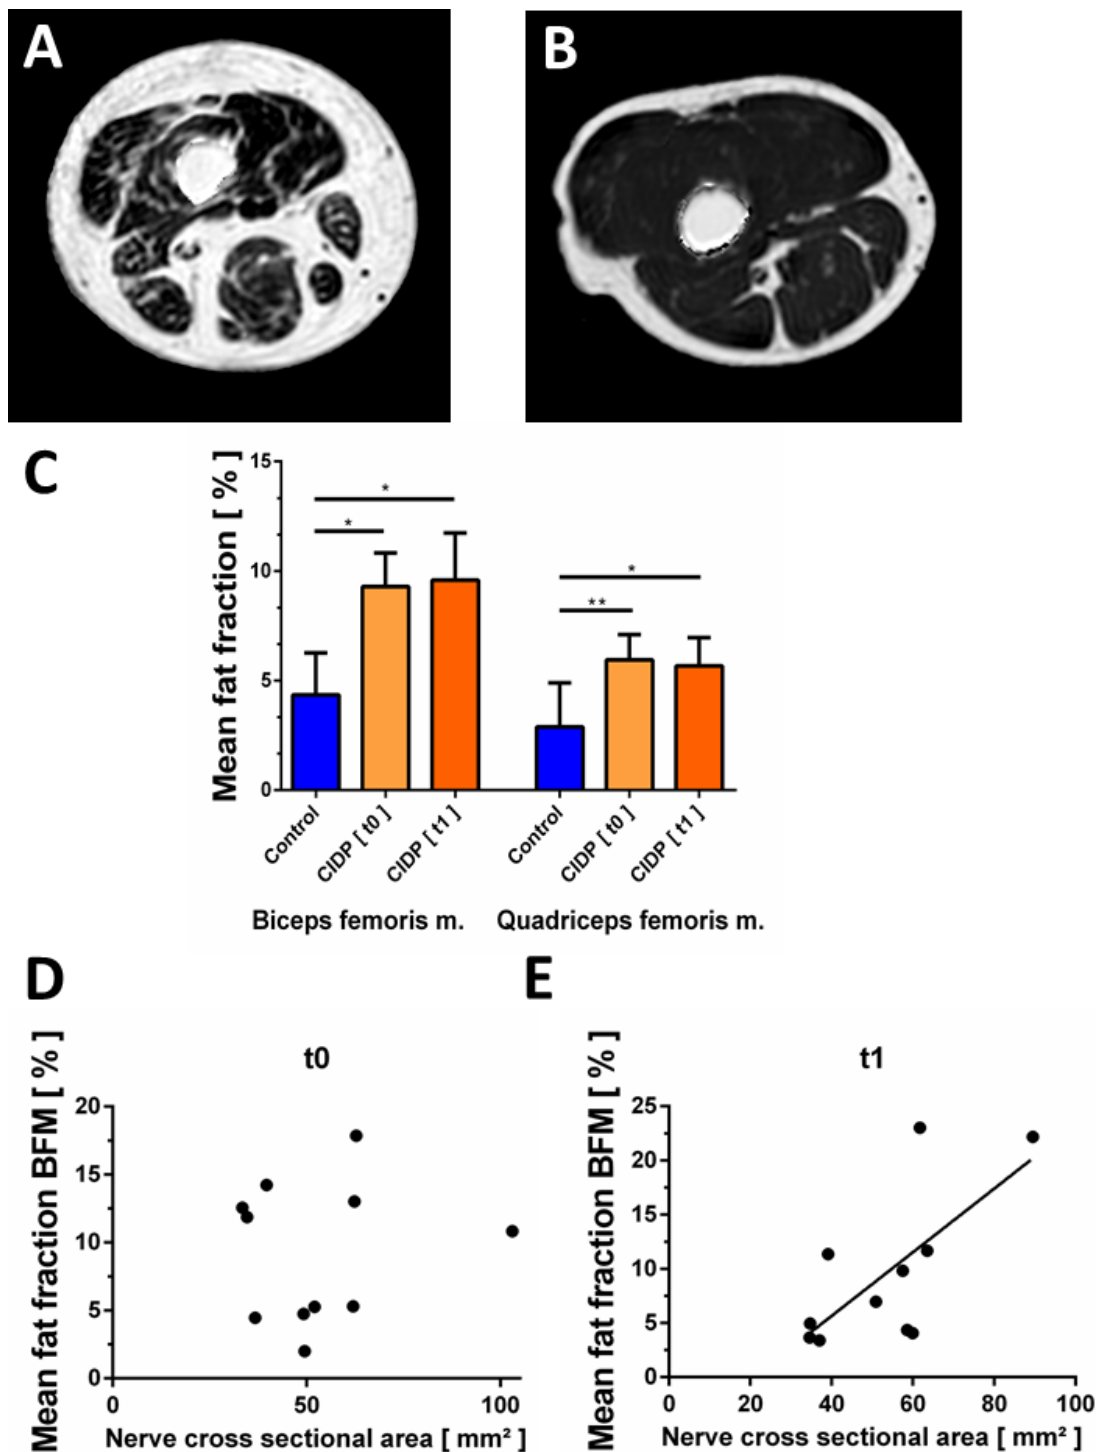 A
B
C
Mean fat fraction [ % ]
15
10
5
0
*
*
**
*
Control
CIDP [ t0 ]
CIDP [ t1 ]
Control
CIDP [ t0 ]
CIDP [ t1 ]
Biceps femoris m.
Quadriceps femoris m.
D
t0
Mean fat fraction BFM [ % ]
20
15
10
5
0
0
50
100
Nerve cross sectional area [ mm² ]
E
t1
Mean fat fraction BFM [ % ]
25
20
15
10
5
0
0
20
40
60
80
100
Nerve cross sectional area [ mm² ]